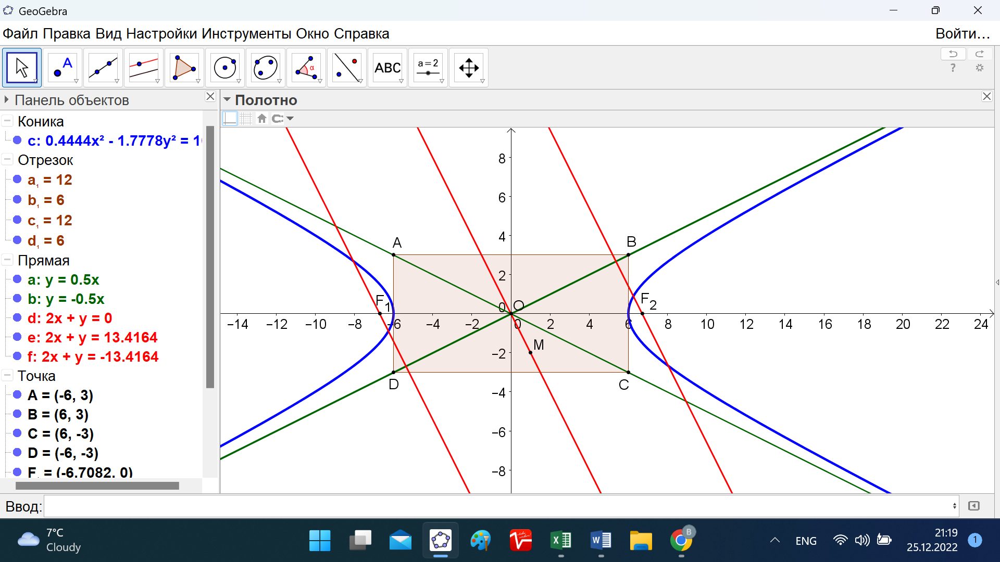 GeoGebra
Файл Правка Вид Настройки Инструменты Окно Справка
Войти...
A
α
ABC
a = 2
?
Панель объектов
Полотно
Коника
c: 0.4444x² - 1.7778y² =
Отрезок
a₁ = 12
b₁ = 6
c₁ = 12
d₁ = 6
Прямая
a: y = 0.5x
b: y = -0.5x
d: 2x + y = 0
e: 2x + y = 13.4164
f: 2x + y = -13.4164
Точка
A = (-6, 3)
B = (6, 3)
C = (6, -3)
D = (-6, -3)
F₁ = (-6.7082, 0)
8
6
4
2
0
–2
–4
–6
–8
–14 –12 –10 –8 –6 –4 –2 0 2 4 6 8 10 12 14 16 18 20 22 24
A
B
F₁
O
F₂
M
D
C
Ввод:
7°C
Cloudy
B
ENG
21:19
25.12.2022
1